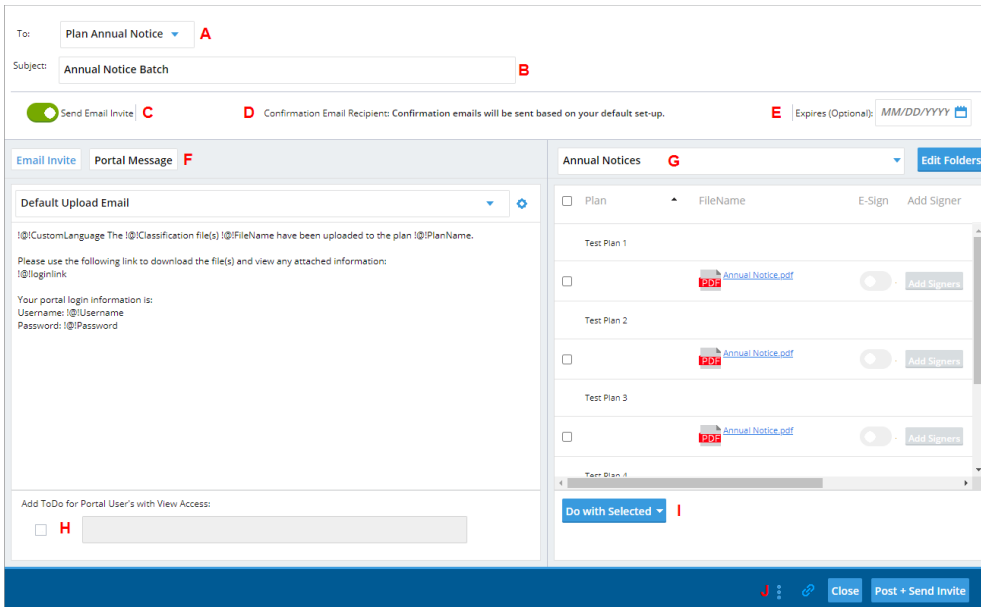 To: Plan Annual Notice A
Subject: Annual Notice Batch B
Send Email Invite C D Confirmation Email Recipient: Confirmation emails will be sent based on your default set-up. E Expires (Optional): MM/DD/YYYY
Email Invite Portal Message F
Annual Notices G Edit Folders
Default Upload Email
!@!CustomLanguage The !@!Classification file(s) !@!FileName have been uploaded to the plan !@!PlanName.
Please use the following link to download the file(s) and view any attached information:
!@!loginlink
Your portal login information is:
Username: !@!Username
Password: !@!Password
Add ToDo for Portal User's with View Access:
H
Plan FileName E-Sign Add Signer
Test Plan 1
PDF Annual Notice.pdf Add Signers
Test Plan 2
PDF Annual Notice.pdf Add Signers
Test Plan 3
PDF Annual Notice.pdf Add Signers
Test Plan 4
Do with Selected I
J Close Post + Send Invite